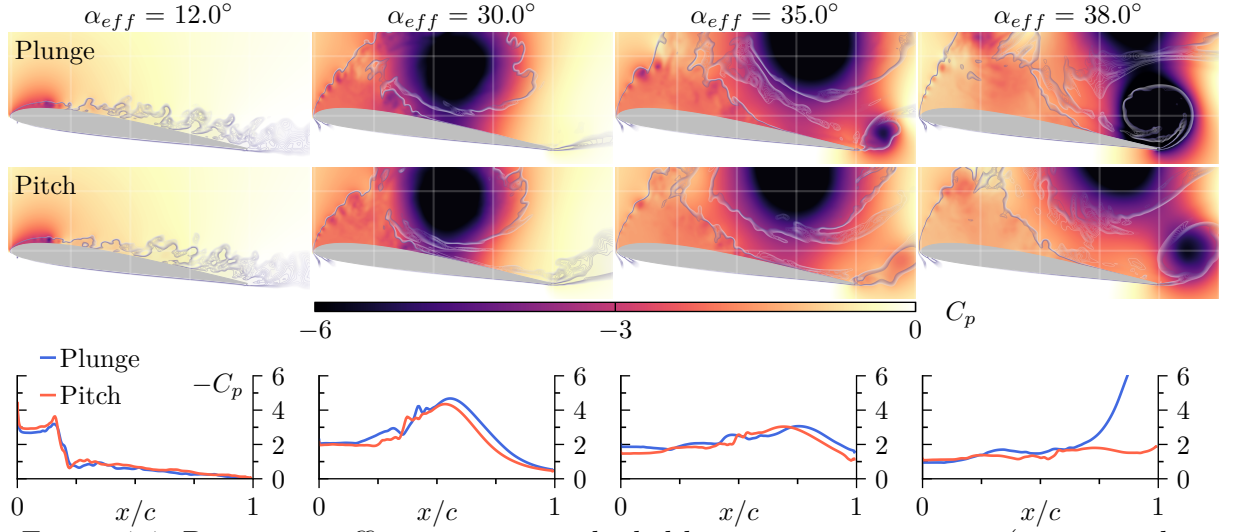 α_eff = 12.0° α_eff = 30.0° α_eff = 35.0° α_eff = 38.0°
Plunge
Pitch
−6 −3 0 C_p
Plunge
Pitch
−C_p
6 6 6 6
4 4 4 4
2 2 2 2
0 0 0 0
0 x/c 1 0 x/c 1 0 x/c 1 0 x/c 1